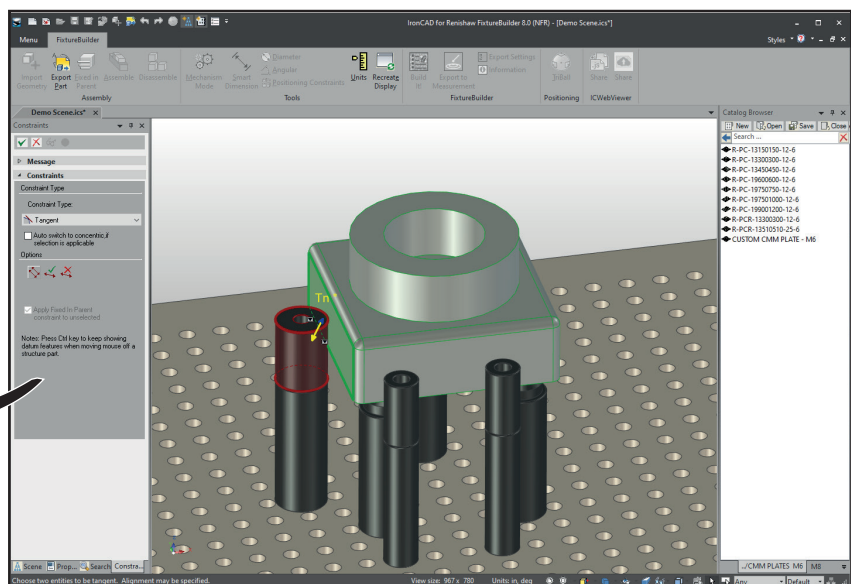 IronCAD for Renishaw FixtureBuilder 8.0 (NFR) - [Demo Scene.ics*]
Menu FixtureBuilder Styles
Import Geometry Export Part Fixed in Parent Assemble Disassemble
Assembly
Mechanism Mode Smart Dimension Diameter Angular Positioning Constraints Units Recreate Display
Tools
Build It! Export to Measurement Export Settings Information
FixtureBuilder
TriBall
Positioning
Share Share
ICWebViewer
Demo Scene.ics*
Constraints
Message
Constraints
Constraint Type
Constraint Type:
Tangent
Auto switch to concentric,if
selection is applicable
Options
Apply Fixed In Parent
constraint to unselected
Notes: Press Ctrl key to keep showing
datum features when moving mouse off a
structure part.
Tn
Catalog Browser
New Open Save Close
Search ...
R-PC-13150150-12-6
R-PC-13300300-12-6
R-PC-13450450-12-6
R-PC-19600600-12-6
R-PC-19750750-12-6
R-PC-197501000-12-6
R-PC-199001200-12-6
R-PCR-13300300-12-6
R-PCR-13510510-25-6
CUSTOM CMM PLATE - M6
Scene Prop... Search Constra...
../CMM PLATES M6 M8
Choose two entities to be tangent. Alignment may be specified.
View size: 967 x 780 Units: in, deg Any Default